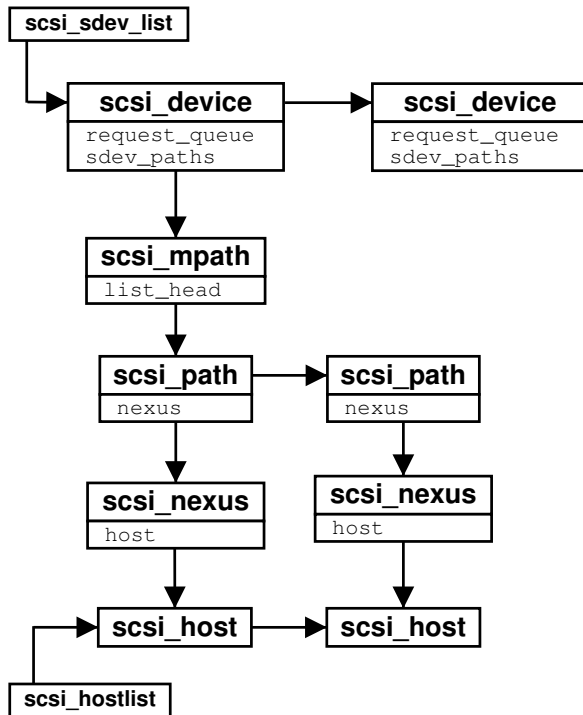 scsi_sdev_list
scsi_device
request_queue
sdev_paths
scsi_device
request_queue
sdev_paths
scsi_mpath
list_head
scsi_path
nexus
scsi_path
nexus
scsi_nexus
host
scsi_nexus
host
scsi_host
scsi_host
scsi_hostlist